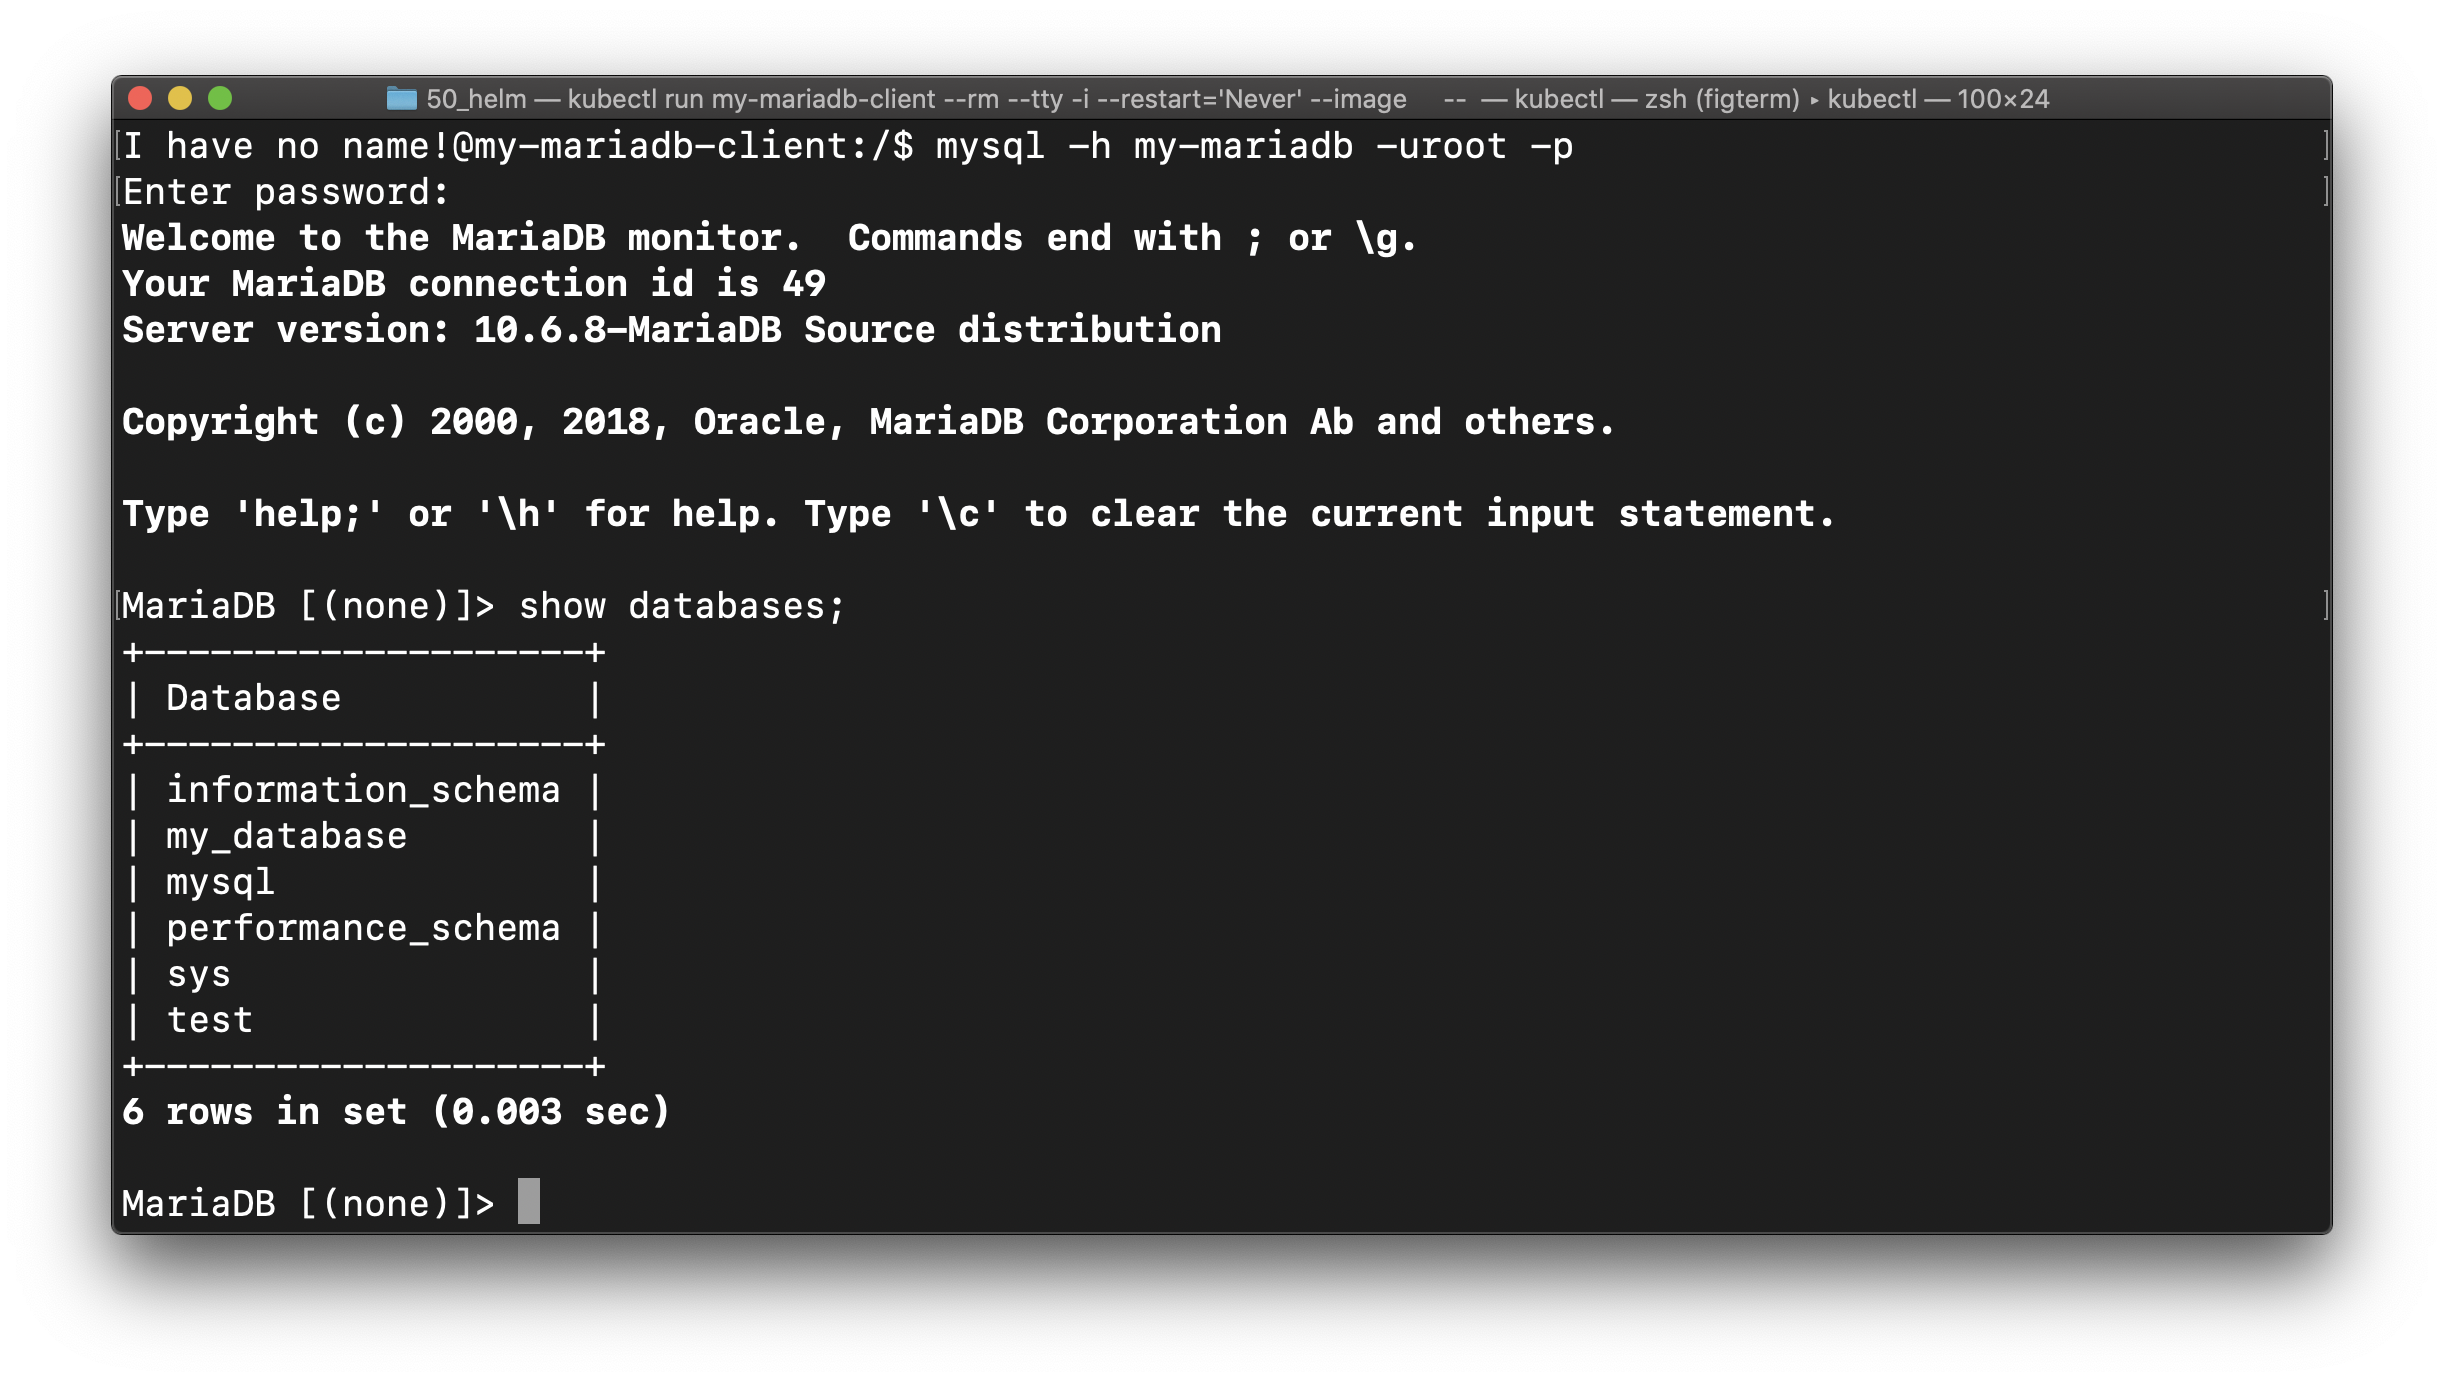 50_helm — kubectl run my-mariadb-client --rm --tty -i --restart='Never' --image -- — kubectl — zsh (figterm) ▸ kubectl — 100×24
[I have no name!@my-mariadb-client:/$ mysql -h my-mariadb -uroot -p ]
[Enter password: ]
Welcome to the MariaDB monitor.  Commands end with ; or \g.
Your MariaDB connection id is 49
Server version: 10.6.8-MariaDB Source distribution

Copyright (c) 2000, 2018, Oracle, MariaDB Corporation Ab and others.

Type 'help;' or '\h' for help. Type '\c' to clear the current input statement.

[MariaDB [(none)]> show databases; ]
+--------------------+
| Database           |
+--------------------+
| information_schema |
| my_database        |
| mysql              |
| performance_schema |
| sys                |
| test               |
+--------------------+
6 rows in set (0.003 sec)

MariaDB [(none)]>